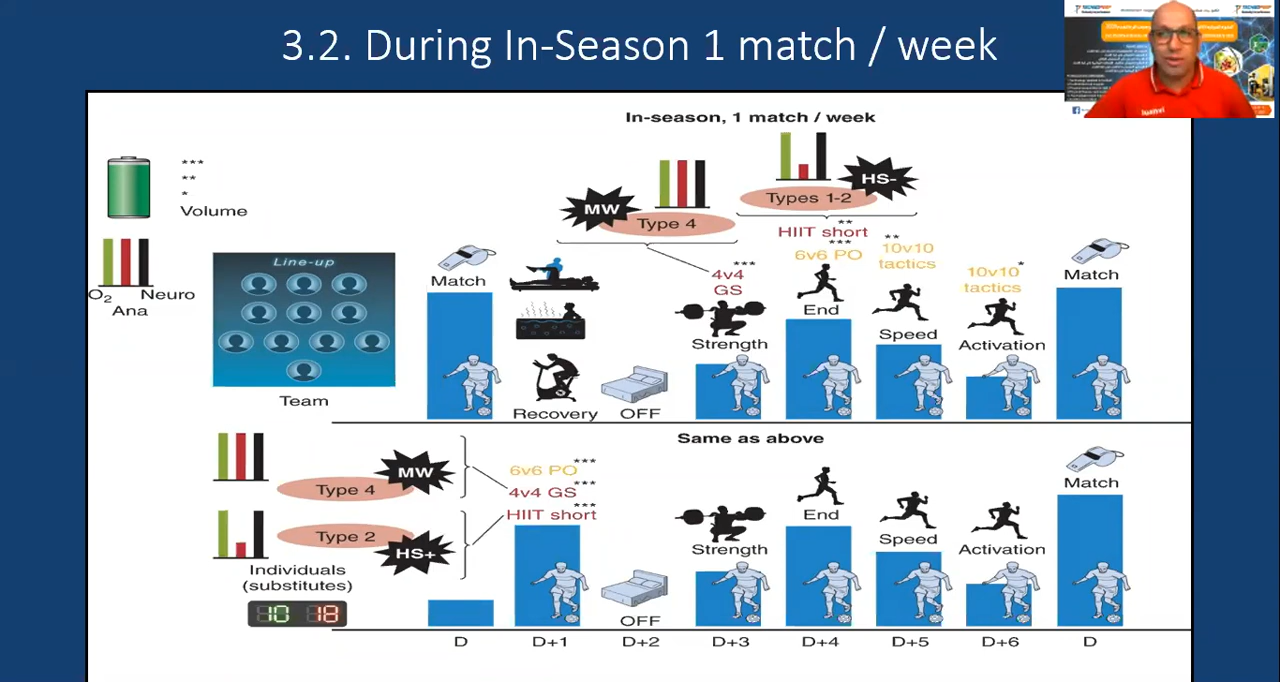 3.2. During In-Season 1 match / week
TECHNOPREP
TECHNOPREP
In-season, 1 match / week
***
**
*
Volume
O2 Neuro
Ana
HS-
Types 1-2
MW
Type 4
**
HIIT short
***
6v6 PO
**
10v10
tactics
***
4v4
GS
10v10*
tactics
Line-up
Match
End
Speed
Strength
Activation
Match
Team
Recovery
OFF
Same as above
MW
Type 4
6v6 PO***
4v4 GS***
HIIT short***
Type 2
HS+
Individuals
(substitutes)
10 18
OFF
Strength
End
Speed
Activation
Match
D D+1 D+2 D+3 D+4 D+5 D+6 D